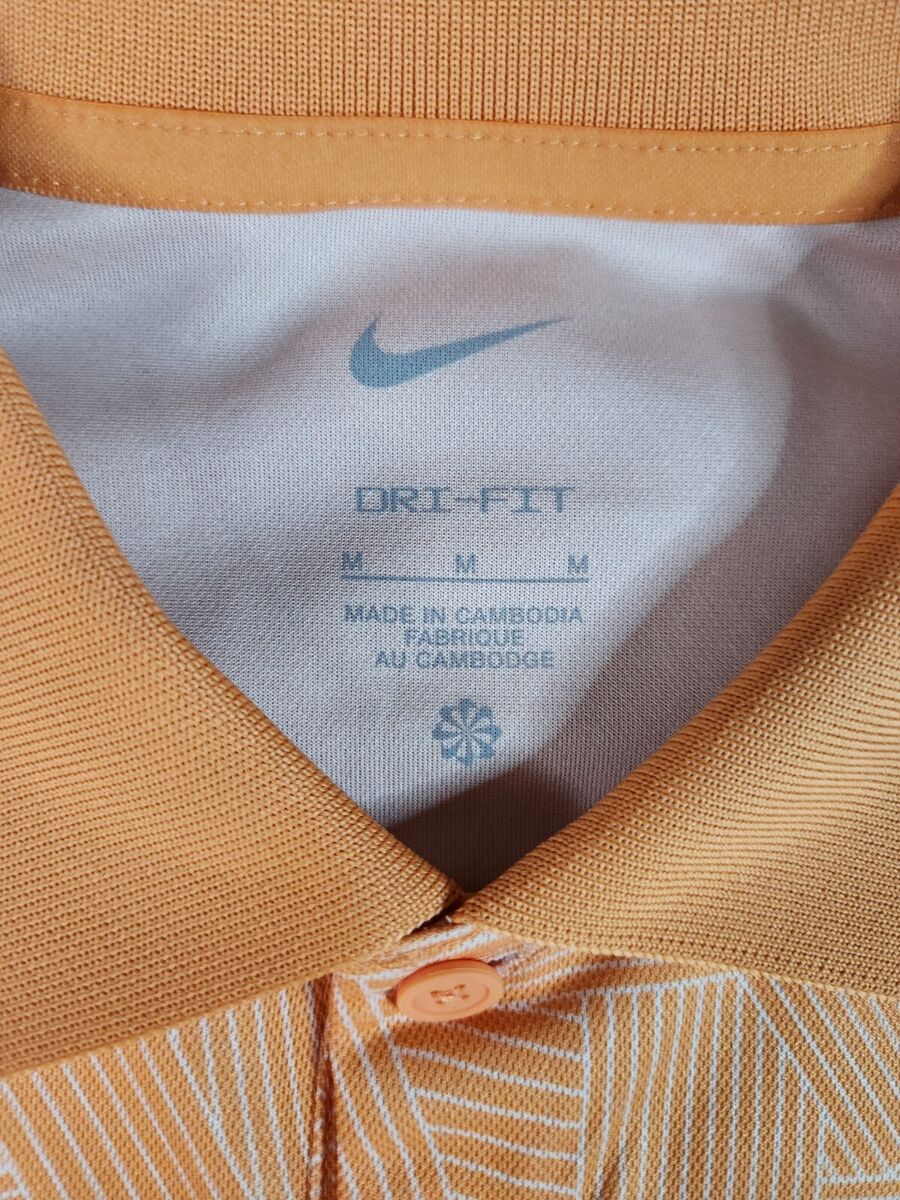 DRI-FIT
M M M
MADE IN CAMBODIA
FABRIQUE
AU CAMBODGE